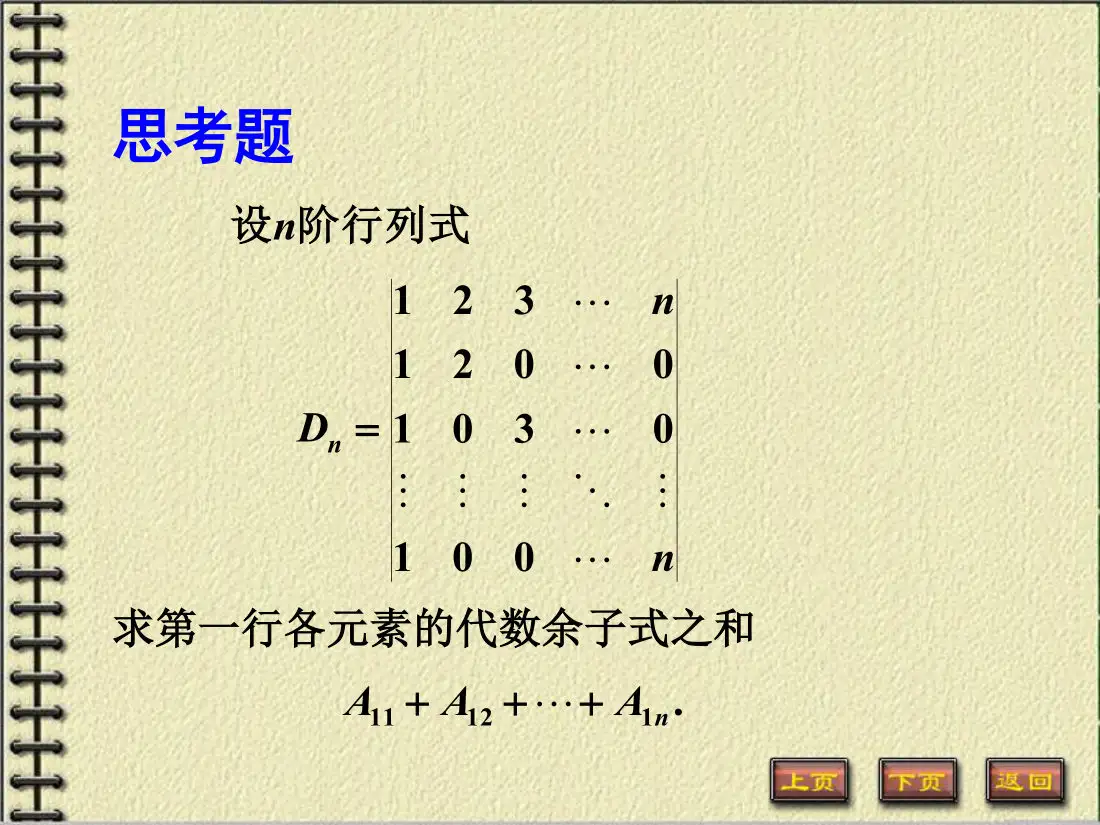 思考题
设n阶行列式
1 2 3 ⋯ n
1 2 0 ⋯ 0
Dn = 1 0 3 ⋯ 0
⋮ ⋮ ⋮ ⋱ ⋮
1 0 0 ⋯ n
求第一行各元素的代数余子式之和
A11 + A12 + ⋯ + A1n .
上页 下页 返回